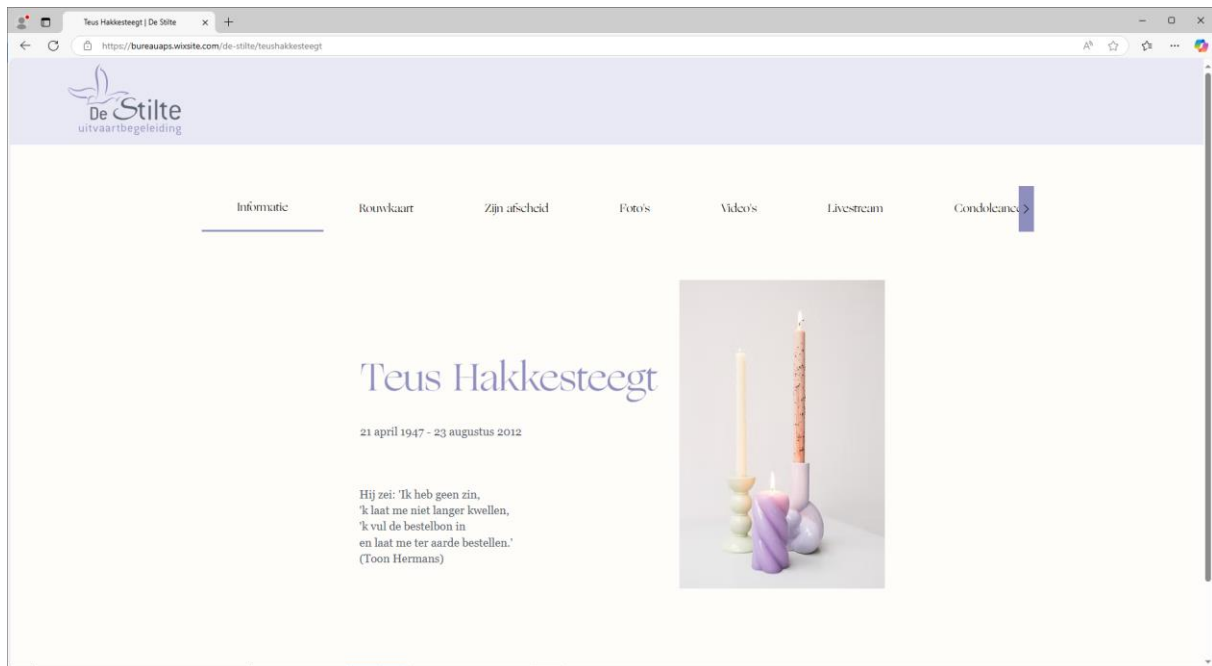 Teus Hakkesteegt | De Stilte
https://bureauaps.wixsite.com/de-stilte/teushakkesteegt
De Stilte
uitvaartbegeleiding
Informatie
Rouwkaart
Zijn afscheid
Foto's
Video's
Livestream
Condoleance
Teus Hakkesteegt
21 april 1947 - 23 augustus 2012
Hij zei: 'Ik heb geen zin,
'k laat me niet langer kwellen,
'k vul de bestelbon in
en laat me ter aarde bestellen.'
(Toon Hermans)